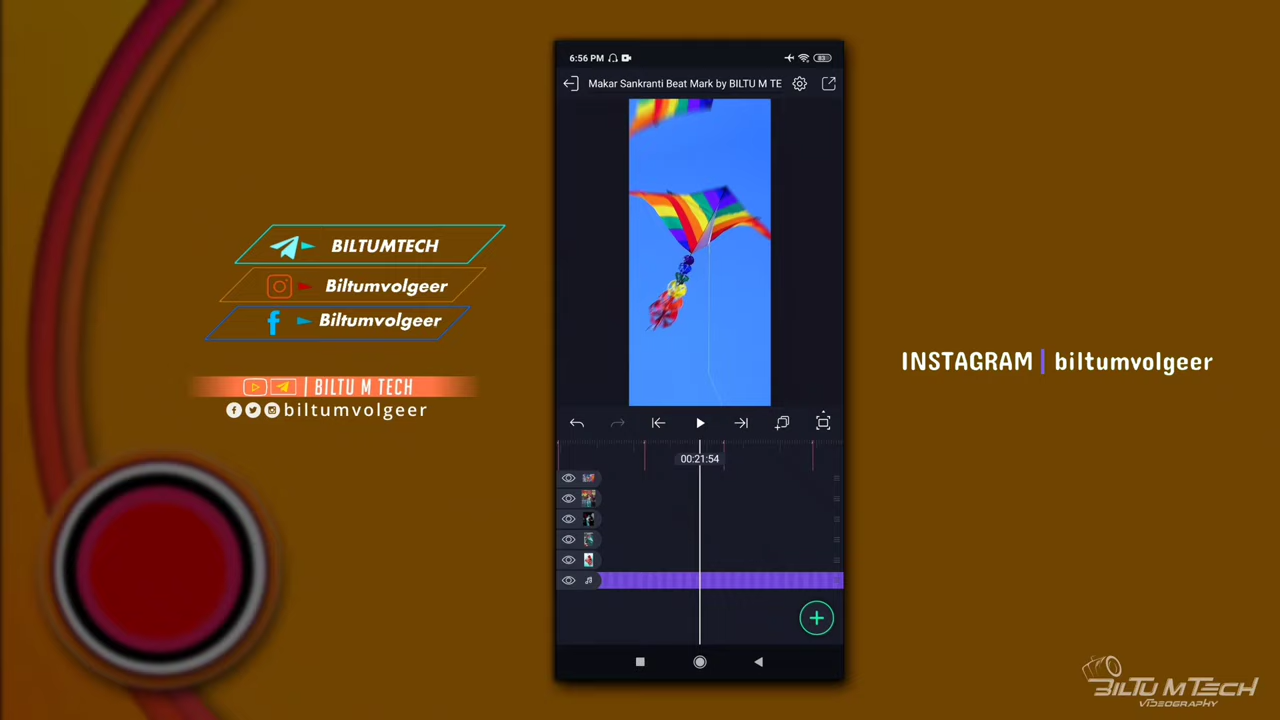 6:56 PM
83
Makar Sankranti Beat Mark by BILTU M TE
BILTUMTECH
Biltumvolgeer
Biltumvolgeer
| BILTU M TECH
biltumvolgeer
INSTAGRAM | biltumvolgeer
00:21:54
BILTU M TECH
VIDEOGRAPHY